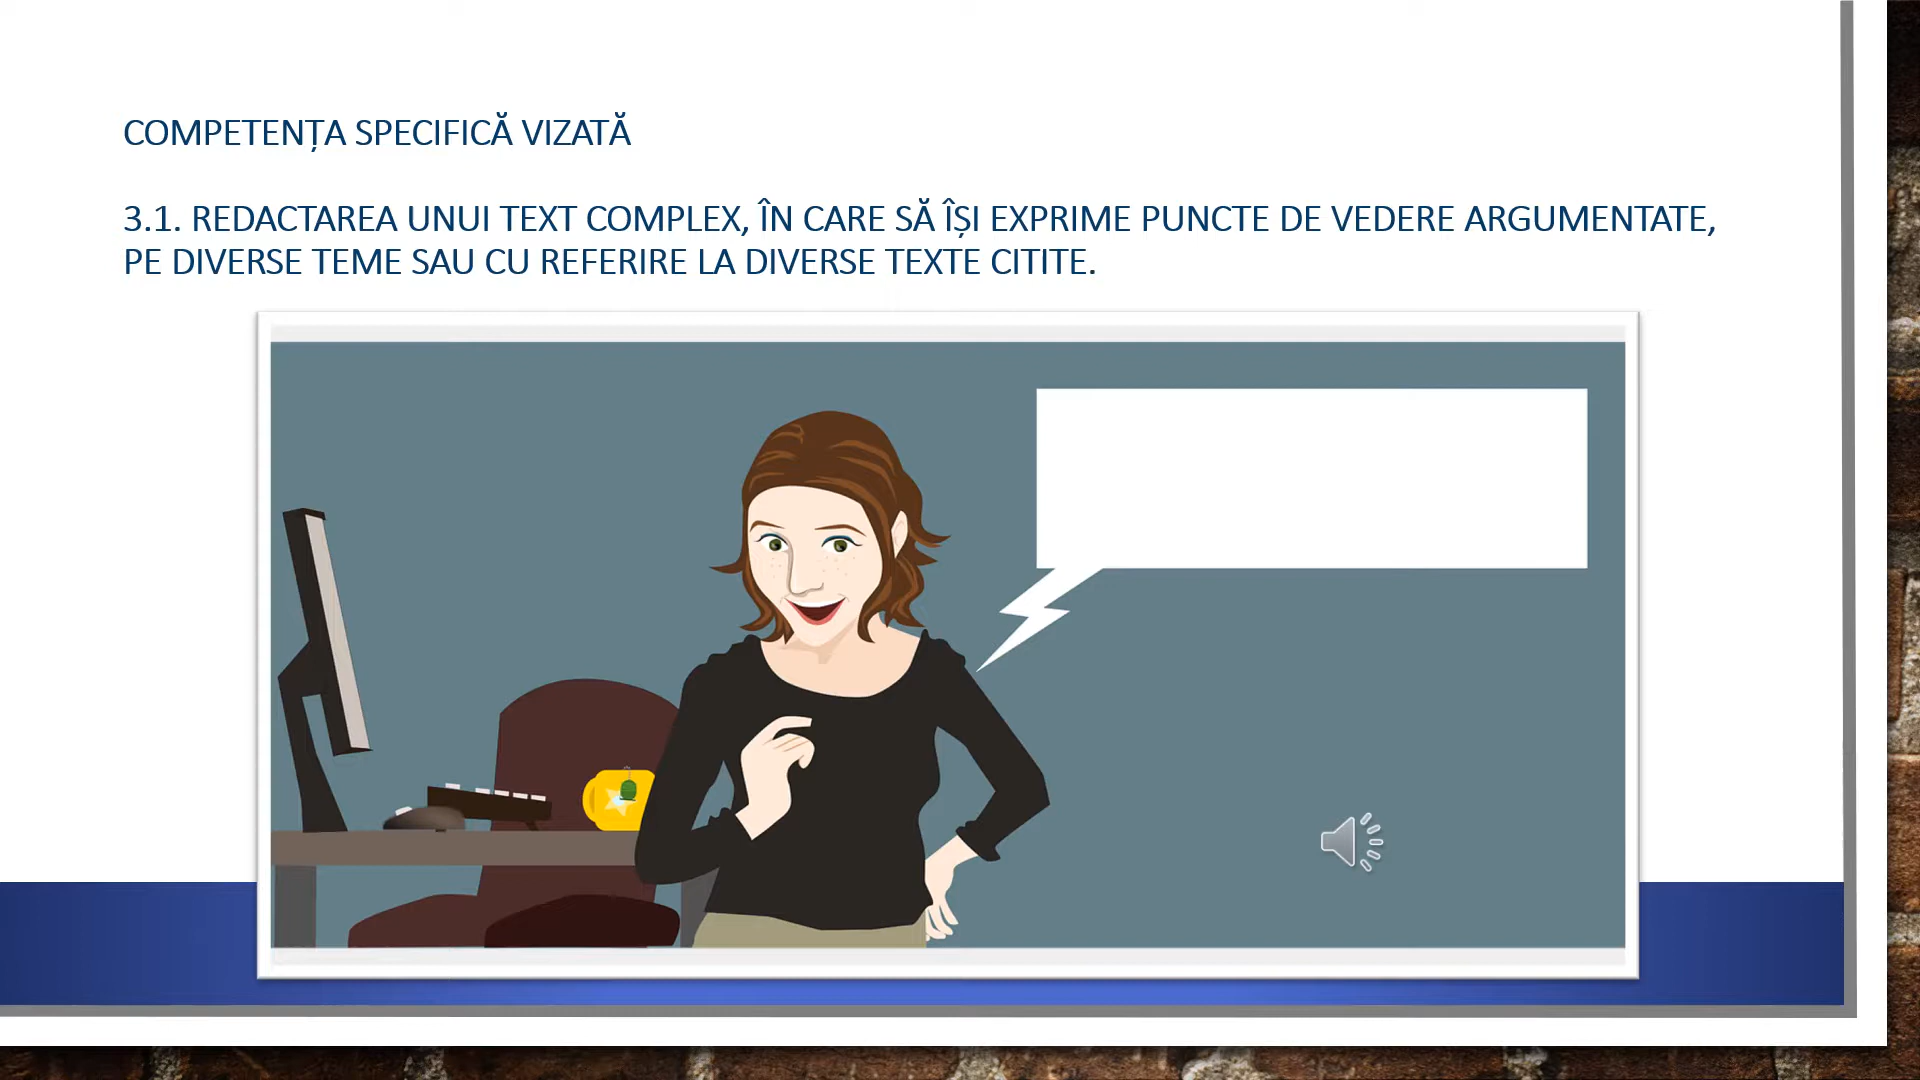 COMPETENȚA SPECIFICĂ VIZATĂ
3.1. REDACTAREA UNUI TEXT COMPLEX, ÎN CARE SĂ ÎȘI EXPRIME PUNCTE DE VEDERE ARGUMENTATE,
PE DIVERSE TEME SAU CU REFERIRE LA DIVERSE TEXTE CITITE.